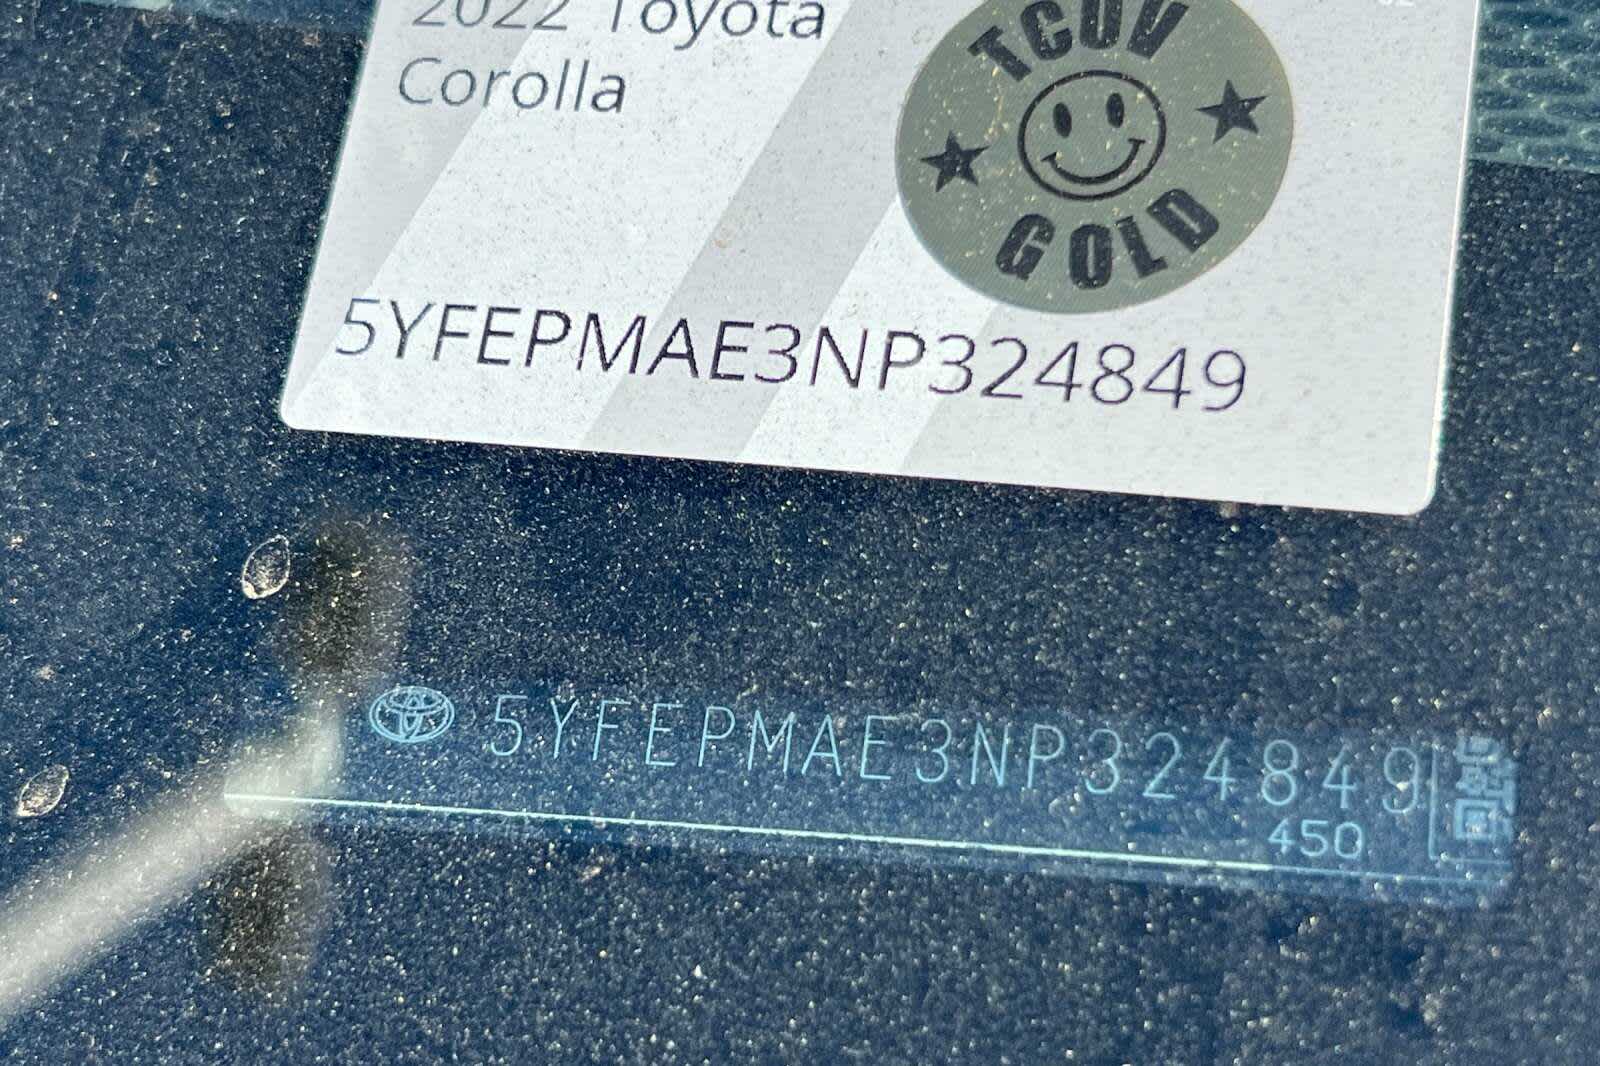 2022 Toyota
Corolla
TCUV
GOLD
5YFEPMAE3NP324849
5YFEPMAE3NP324849
450